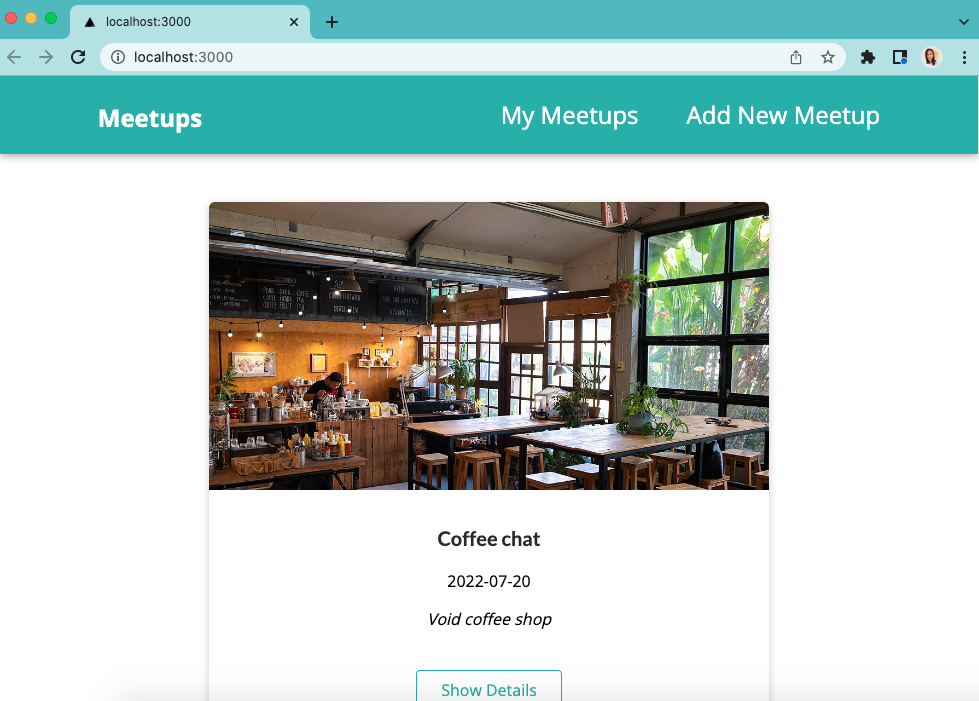 localhost:3000
localhost:3000
Meetups
My Meetups
Add New Meetup
Coffee chat
2022-07-20
Void coffee shop
Show Details